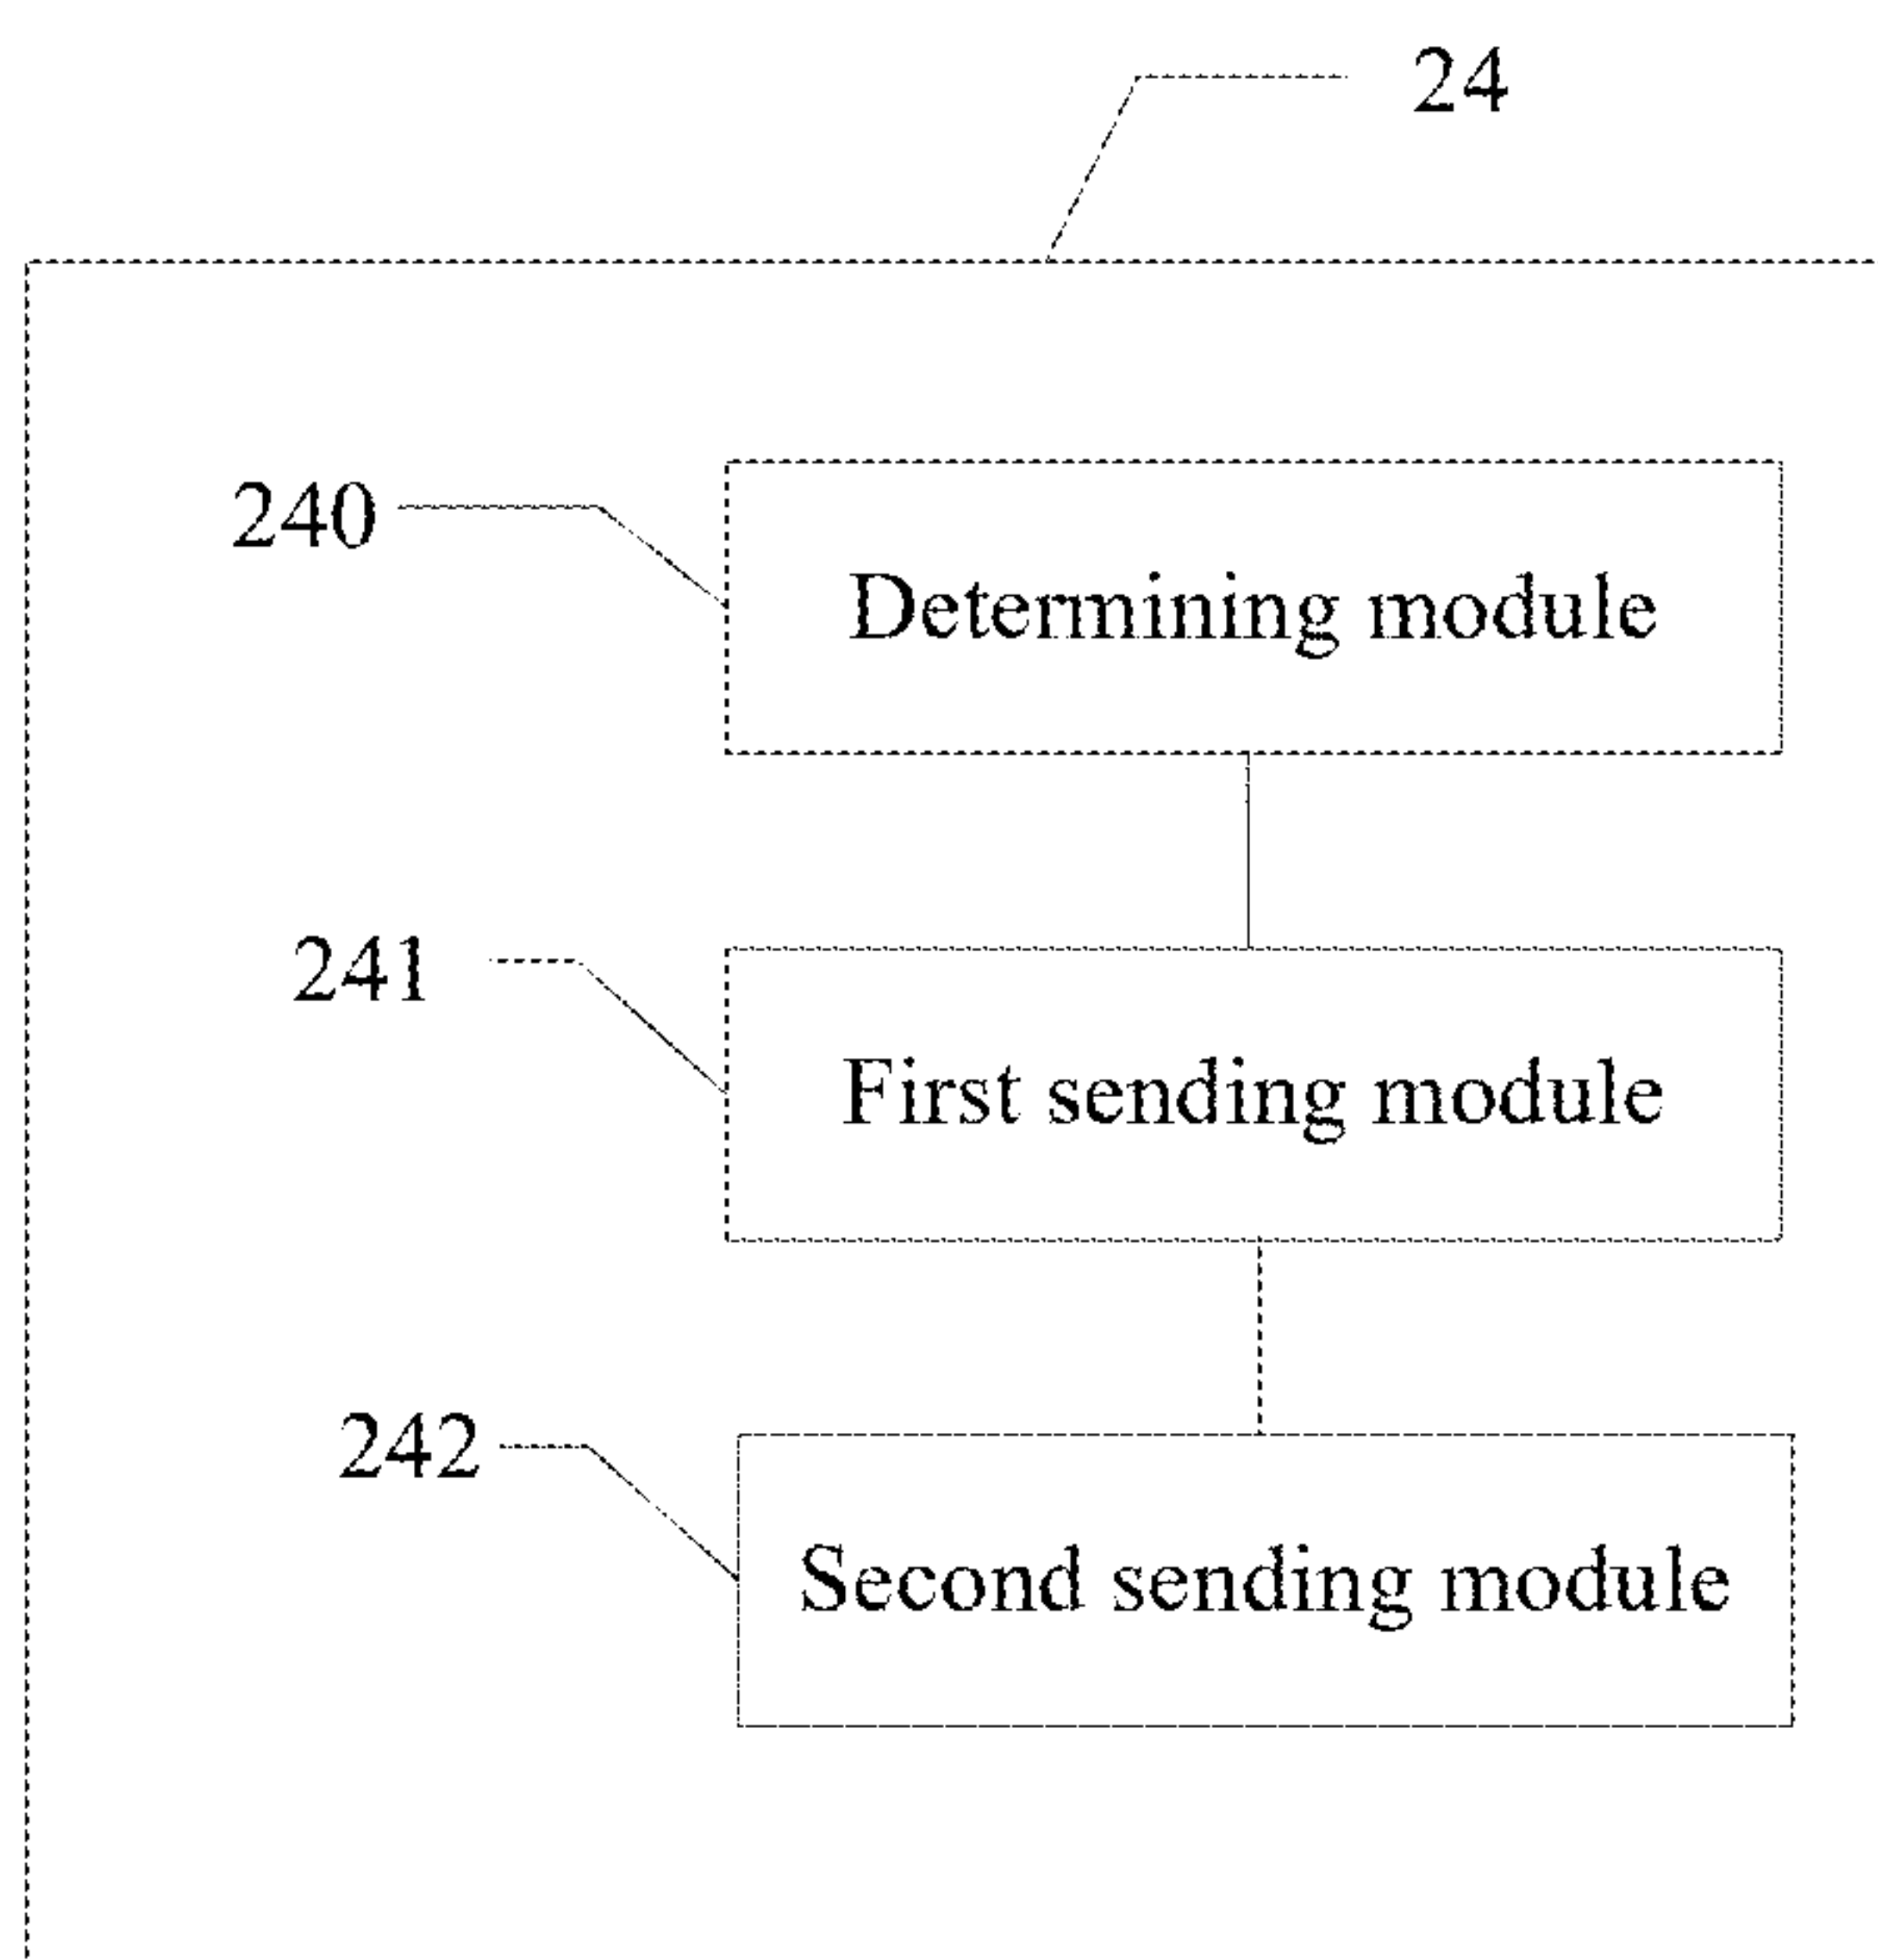 24
240
Determining module
241
First sending module
242
Second sending module